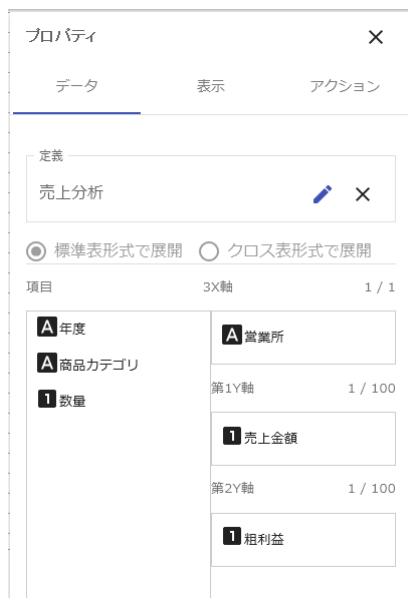 プロパティ
データ 表示 アクション
定義
売上分析
標準表形式で展開 クロス表形式で展開
項目 3X軸 1 / 1
A 年度
A 商品カテゴリ
1 数量
A 営業所
第1Y軸 1 / 100
1 売上金額
第2Y軸 1 / 100
1 粗利益